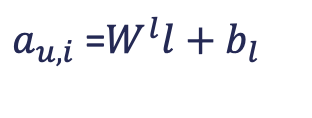 a_{u,i} =W^l l + b_l